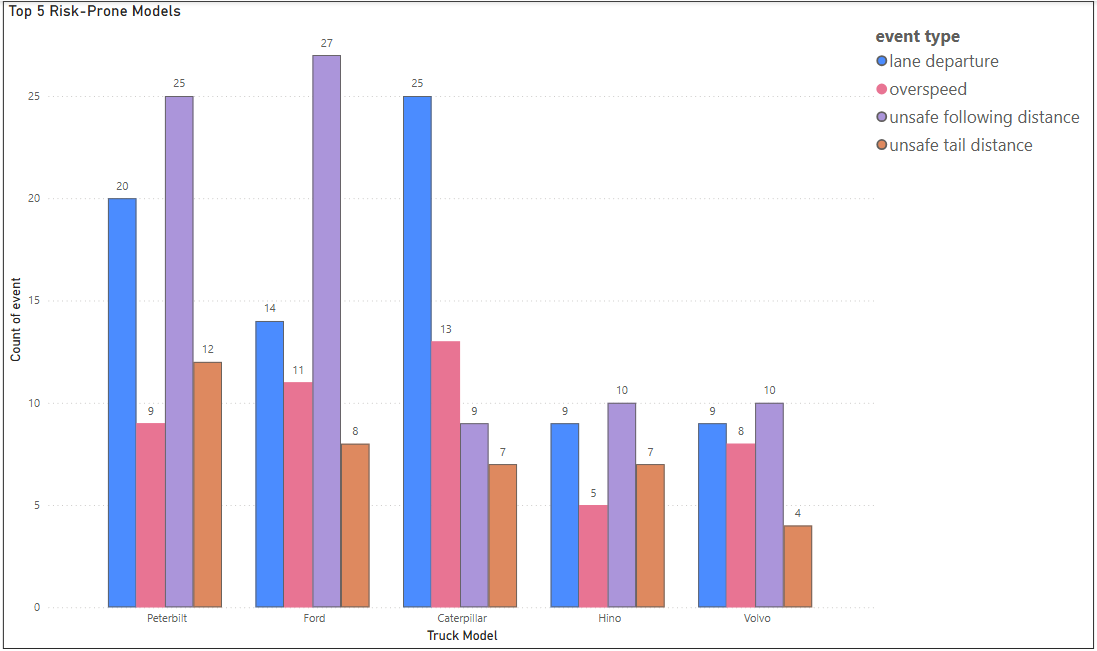 Top 5 Risk-Prone Models
event type
lane departure
overspeed
unsafe following distance
unsafe tail distance
Count of event
25
20
15
10
5
0
20
9
25
12
14
11
27
8
25
13
9
7
9
5
10
7
9
8
10
4
Peterbilt
Ford
Caterpillar
Hino
Volvo
Truck Model